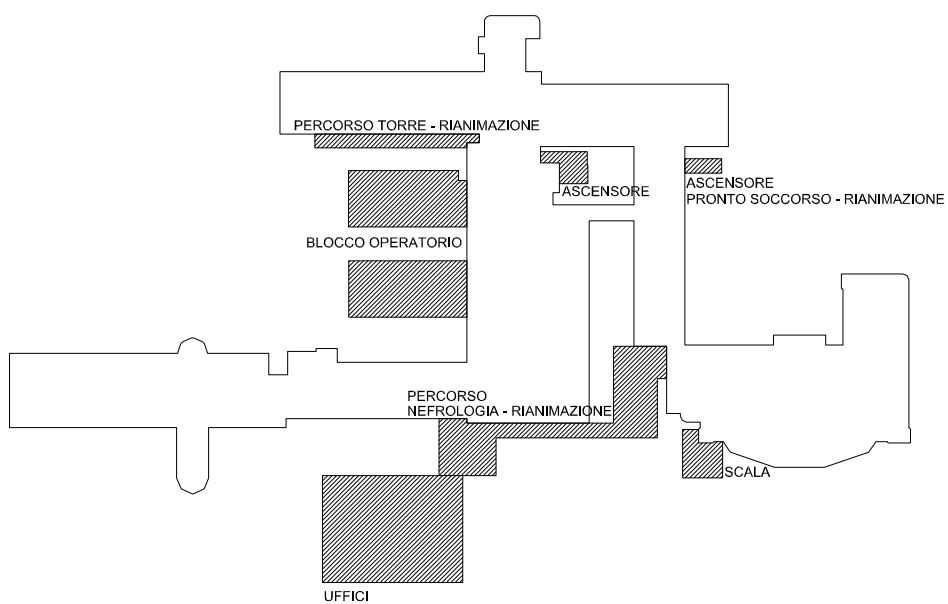 PERCORSO TORRE - RIANIMAZIONE
ASCENSORE
ASCENSORE
PRONTO SOCCORSO - RIANIMAZIONE
BLOCCO OPERATORIO
PERCORSO
NEFROLOGIA - RIANIMAZIONE
SCALA
UFFICI